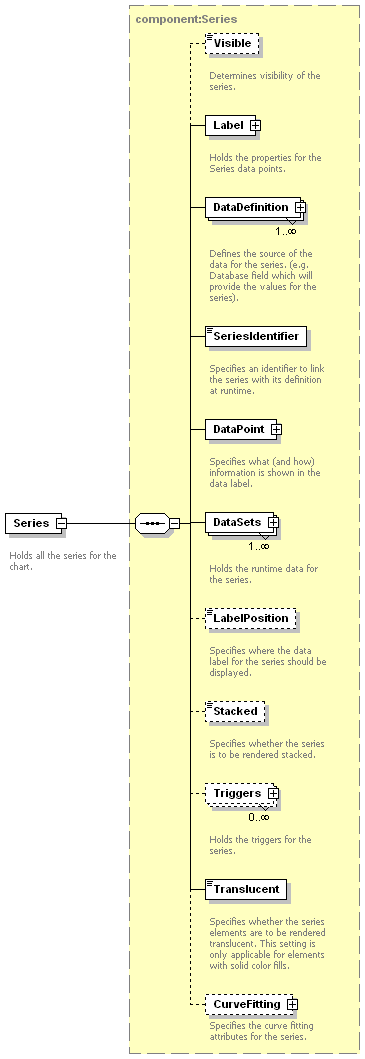 component:Series
Visible
Determines visibility of the
series.
Label
Holds the properties for the
Series data points.
DataDefinition
1..∞
Defines the source of the
data for the series. (e.g.
Database field which will
provide the values for the
series).
SeriesIdentifier
Specifies an identifier to link
the series with its definition
at runtime.
DataPoint
Specifies what (and how)
information is shown in the
data label.
Series
Holds all the series for the
chart.
DataSets
1..∞
Holds the runtime data for
the series.
LabelPosition
Specifies where the data
label for the series should be
displayed.
Stacked
Specifies whether the series
is to be rendered stacked.
Triggers
0..∞
Holds the triggers for the
series.
Translucent
Specifies whether the series
elements are to be rendered
translucent. This setting is
only applicable for elements
with solid color fills.
CurveFitting
Specifies the curve fitting
attributes for the series.